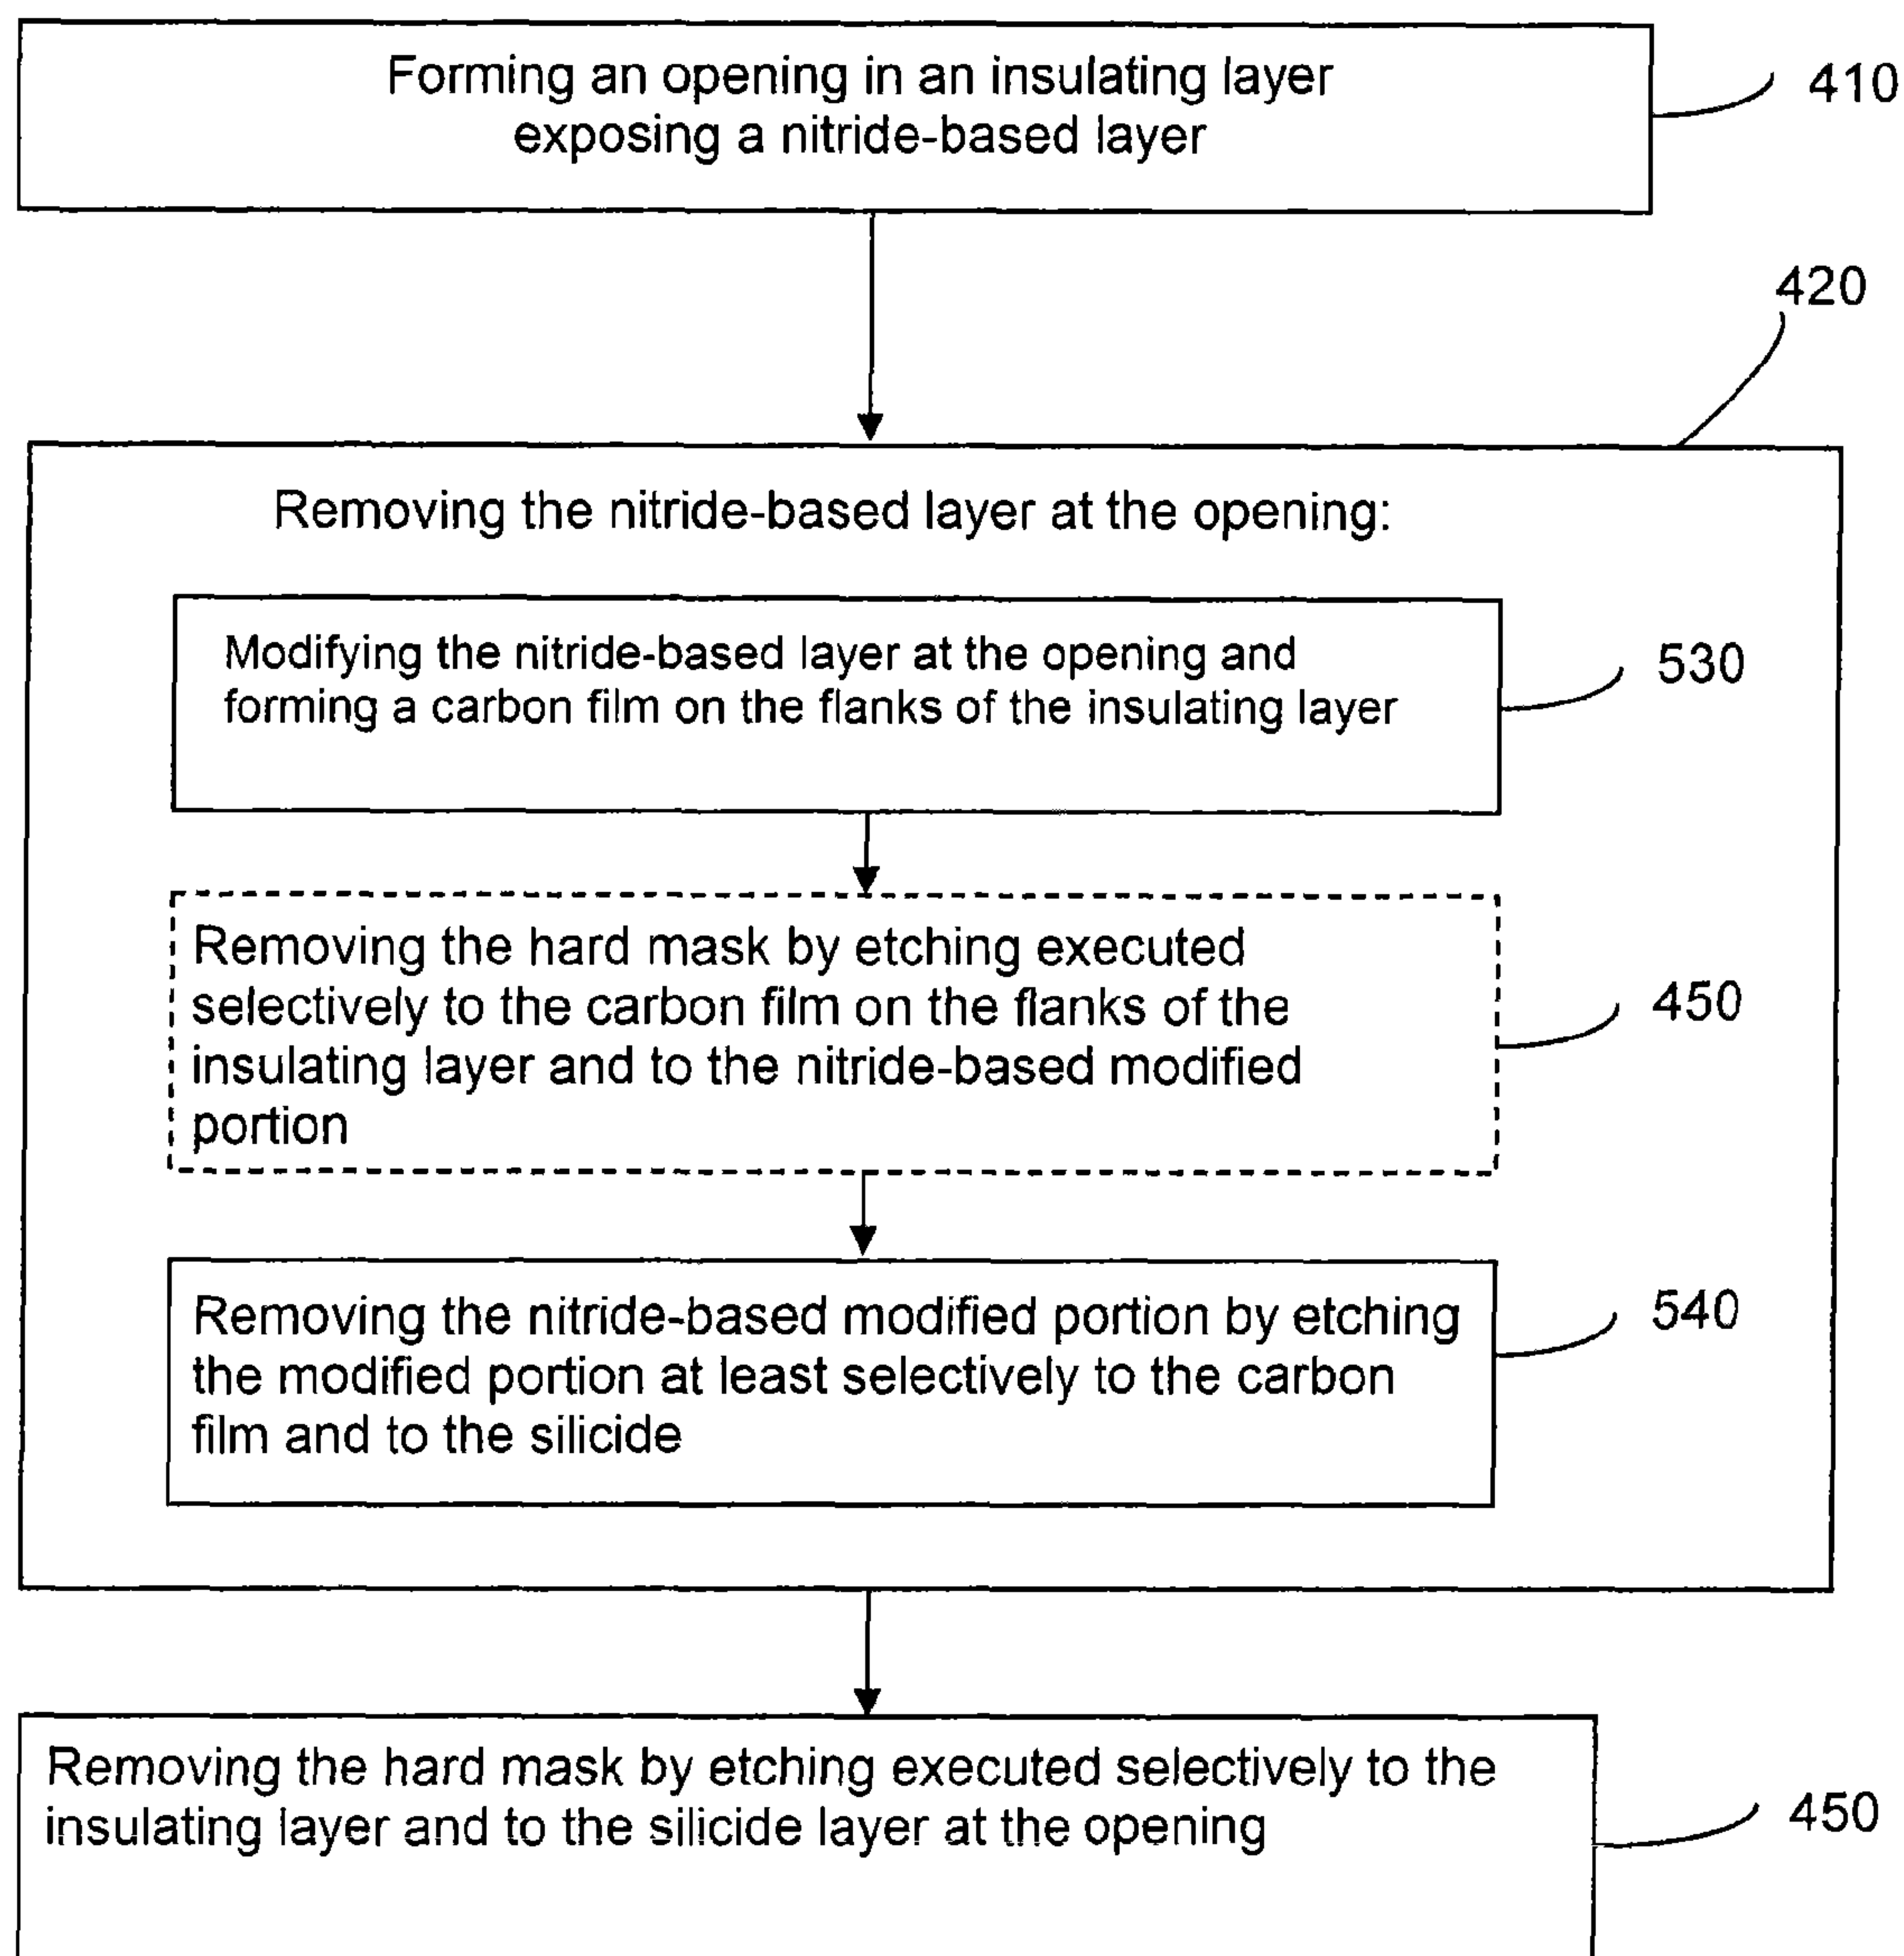 Forming an opening in an insulating layer
exposing a nitride-based layer
410
420
Removing the nitride-based layer at the opening:
Modifying the nitride-based layer at the opening and
forming a carbon film on the flanks of the insulating layer
530
Removing the hard mask by etching executed
selectively to the carbon film on the flanks of the
insulating layer and to the nitride-based modified
portion
450
Removing the nitride-based modified portion by etching
the modified portion at least selectively to the carbon
film and to the silicide
540
Removing the hard mask by etching executed selectively to the
insulating layer and to the silicide layer at the opening
450